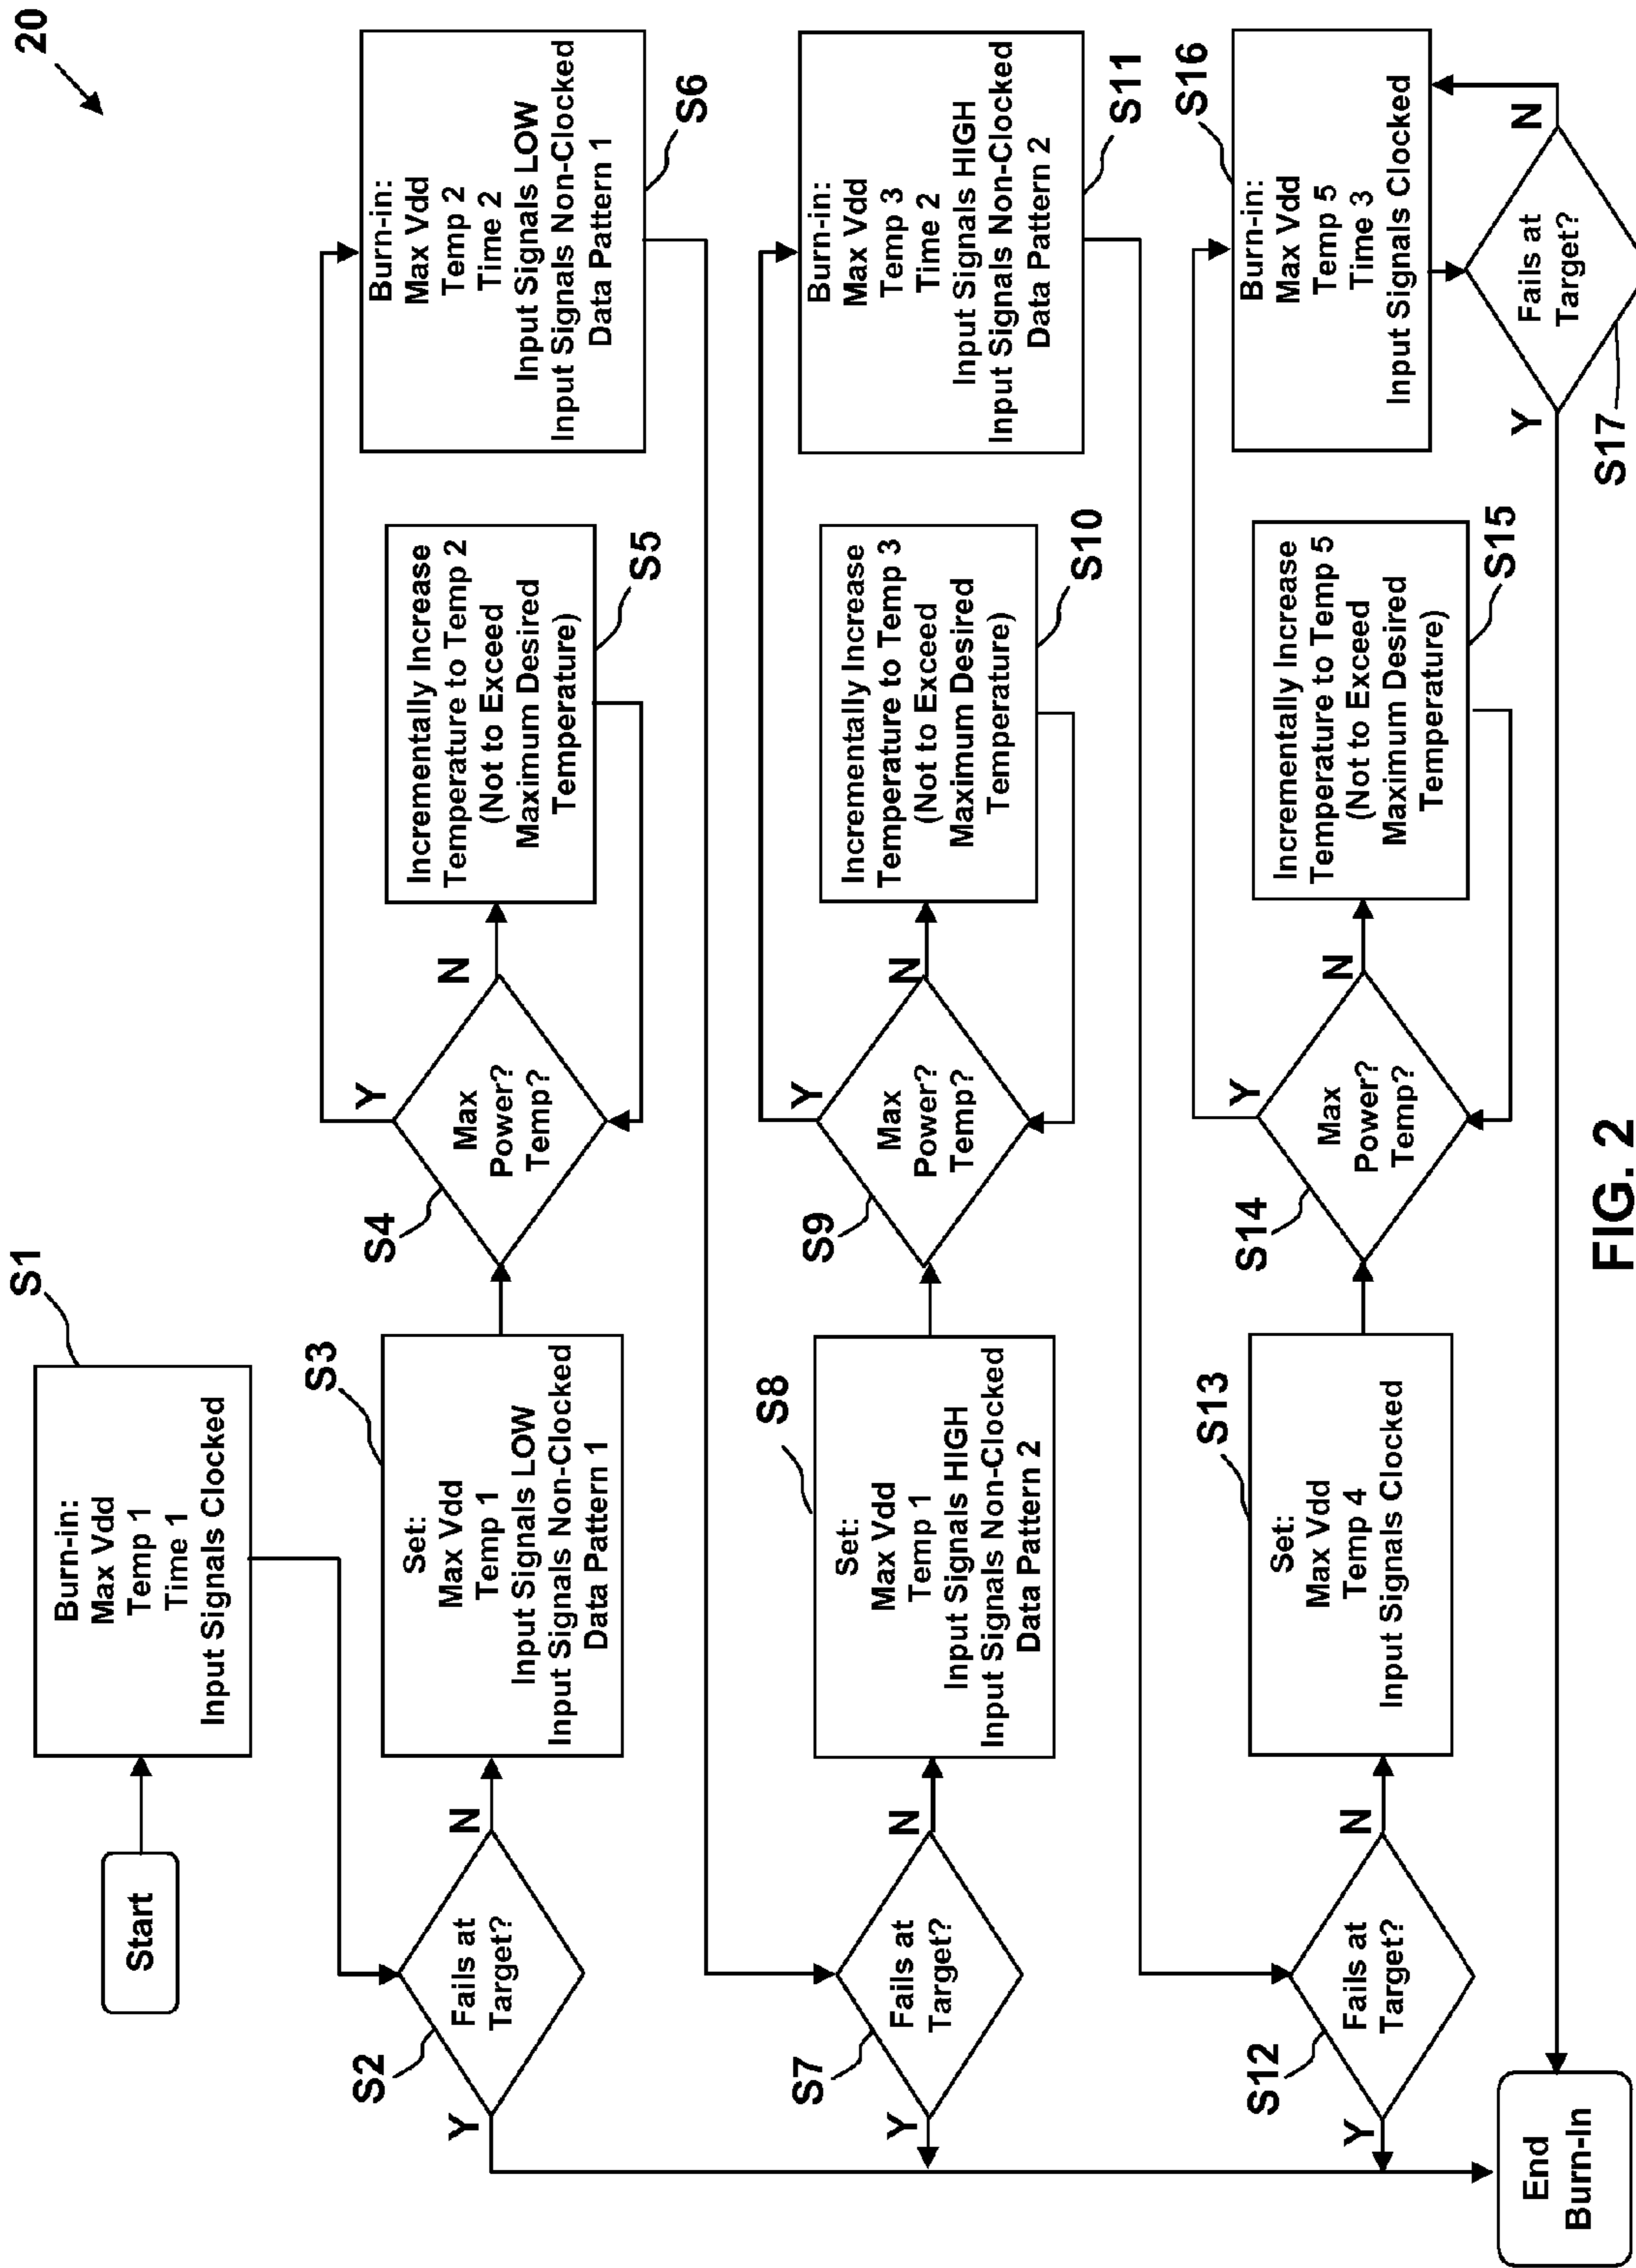 20
Start
S1
Burn-in:
Max Vdd
Temp 1
Time 1
Input Signals Clocked
S2
Fails at
Target?
Y
N
S3
Set:
Max Vdd
Temp 1
Input Signals LOW
Input Signals Non-Clocked
Data Pattern 1
S4
Max
Power?
Temp?
Y
N
S5
Incrementally Increase
Temperature to Temp 2
(Not to Exceed
Maximum Desired
Temperature)
S6
Burn-in:
Max Vdd
Temp 2
Time 2
Input Signals LOW
Input Signals Non-Clocked
Data Pattern 1
S7
Fails at
Target?
Y
N
S8
Set:
Max Vdd
Temp 1
Input Signals HIGH
Input Signals Non-Clocked
Data Pattern 2
S9
Max
Power?
Temp?
Y
N
S10
Incrementally Increase
Temperature to Temp 3
(Not to Exceed
Maximum Desired
Temperature)
S11
Burn-in:
Max Vdd
Temp 3
Time 2
Input Signals HIGH
Input Signals Non-Clocked
Data Pattern 2
S12
Fails at
Target?
Y
N
S13
Set:
Max Vdd
Temp 4
Input Signals Clocked
S14
Max
Power?
Temp?
Y
N
S15
Incrementally Increase
Temperature to Temp 5
(Not to Exceed
Maximum Desired
Temperature)
S16
Burn-in:
Max Vdd
Temp 5
Time 3
Input Signals Clocked
S17
Fails at
Target?
Y
N
End
Burn-In
FIG. 2